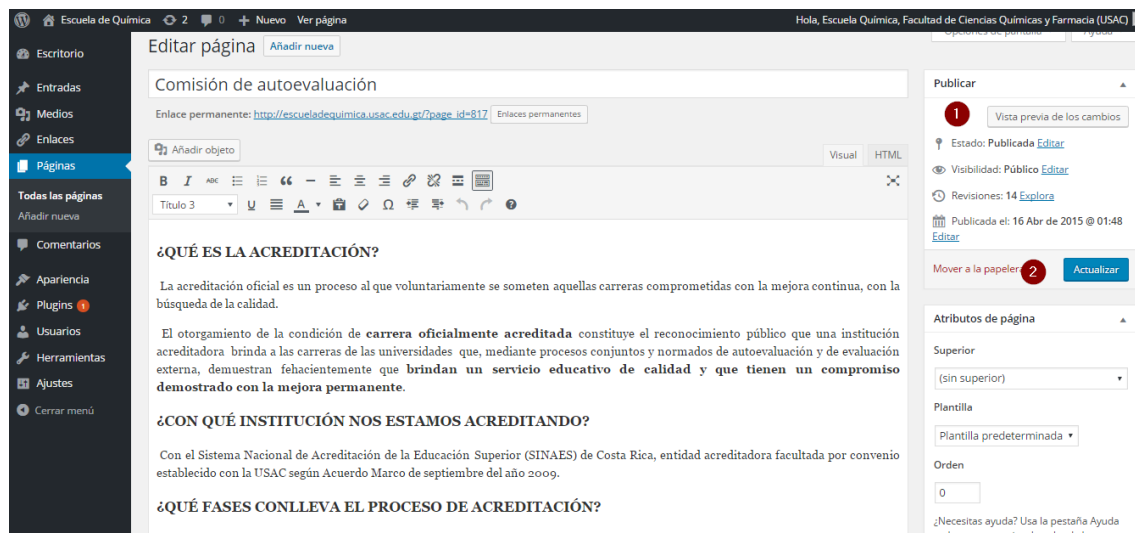 Escuela de Química 2 0 + Nuevo Ver página
Hola, Escuela Química, Facultad de Ciencias Químicas y Farmacia (USAC)
Escritorio
Entradas
Medios
Enlaces
Páginas
Todas las páginas
Añadir nueva
Comentarios
Apariencia
Plugins 1
Usuarios
Herramientas
Ajustes
Cerrar menú
Editar página Añadir nueva
Comisión de autoevaluación
Enlace permanente: http://escueladequimica.usac.edu.gt/?page_id=817 Enlaces permanentes
Añadir objeto
Visual HTML
B I ABC
Título 3 U A Ω
¿QUÉ ES LA ACREDITACIÓN?
La acreditación oficial es un proceso al que voluntariamente se someten aquellas carreras comprometidas con la mejora continua, con la
búsqueda de la calidad.
El otorgamiento de la condición de carrera oficialmente acreditada constituye el reconocimiento público que una institución
acreditadora brinda a las carreras de las universidades que, mediante procesos conjuntos y normados de autoevaluación y de evaluación
externa, demuestran fehacientemente que brindan un servicio educativo de calidad y que tienen un compromiso
demostrado con la mejora permanente.
¿CON QUÉ INSTITUCIÓN NOS ESTAMOS ACREDITANDO?
Con el Sistema Nacional de Acreditación de la Educación Superior (SINAES) de Costa Rica, entidad acreditadora facultada por convenio
establecido con la USAC según Acuerdo Marco de septiembre del año 2009.
¿QUÉ FASES CONLLEVA EL PROCESO DE ACREDITACIÓN?
Opciones de pantalla Ayuda
Publicar
1 Vista previa de los cambios
Estado: Publicada Editar
Visibilidad: Público Editar
Revisiones: 14 Explora
Publicada el: 16 Abr de 2015 @ 01:48
Editar
Mover a la papelera 2 Actualizar
Atributos de página
Superior
(sin superior)
Plantilla
Plantilla predeterminada
Orden
0
¿Necesitas ayuda? Usa la pestaña Ayuda